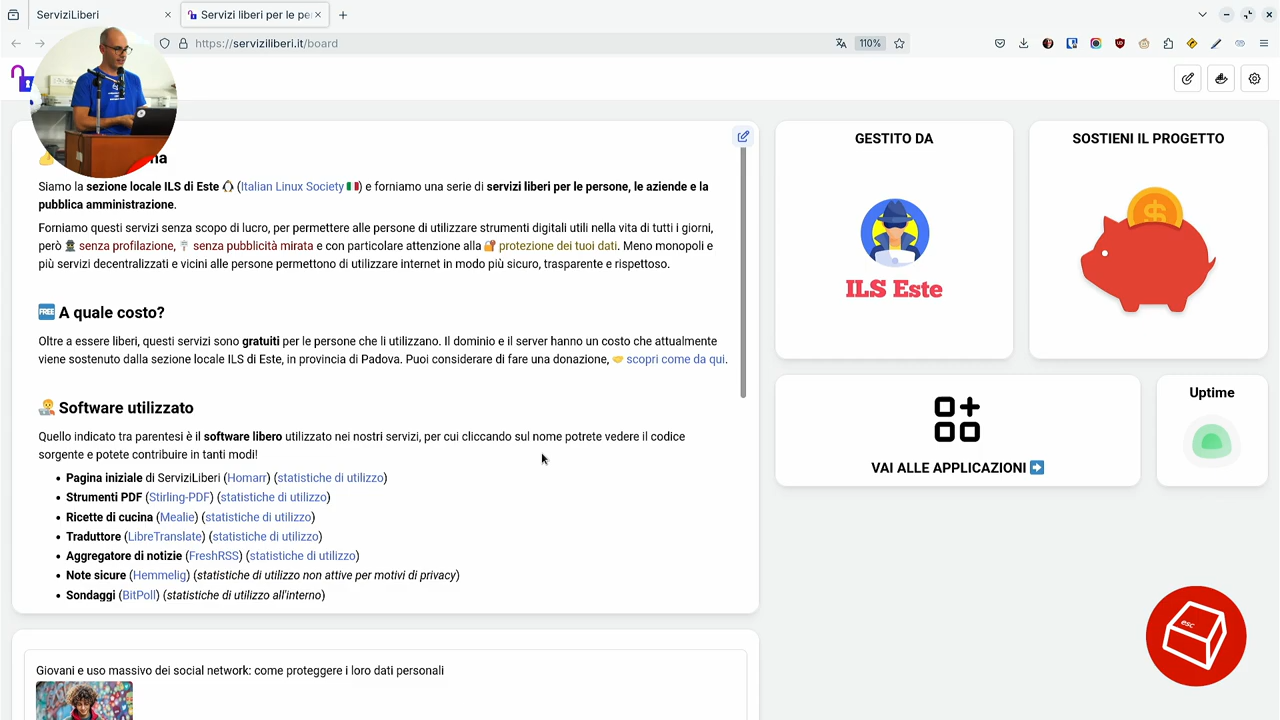 ServiziLiberi
Servizi liberi per le pe
https://serviziliberi.it/board
110%
na
Siamo la sezione locale ILS di Este (Italian Linux Society) e forniamo una serie di servizi liberi per le persone, le aziende e la
pubblica amministrazione.
Forniamo questi servizi senza scopo di lucro, per permettere alle persone di utilizzare strumenti digitali utili nella vita di tutti i giorni,
però senza profilazione, senza pubblicità mirata e con particolare attenzione alla protezione dei tuoi dati. Meno monopoli e
più servizi decentralizzati e vicini alle persone permettono di utilizzare internet in modo più sicuro, trasparente e rispettoso.
FREE A quale costo?
Oltre a essere liberi, questi servizi sono gratuiti per le persone che li utilizzano. Il dominio e il server hanno un costo che attualmente
viene sostenuto dalla sezione locale ILS di Este, in provincia di Padova. Puoi considerare di fare una donazione, scopri come da qui.
Software utilizzato
Quello indicato tra parentesi è il software libero utilizzato nei nostri servizi, per cui cliccando sul nome potrete vedere il codice
sorgente e potete contribuire in tanti modi!
• Pagina iniziale di ServiziLiberi (Homarr) (statistiche di utilizzo)
• Strumenti PDF (Stirling-PDF) (statistiche di utilizzo)
• Ricette di cucina (Mealie) (statistiche di utilizzo)
• Traduttore (LibreTranslate) (statistiche di utilizzo)
• Aggregatore di notizie (FreshRSS) (statistiche di utilizzo)
• Note sicure (Hemmelig) (statistiche di utilizzo non attive per motivi di privacy)
• Sondaggi (BitPoll) (statistiche di utilizzo all'interno)
Giovani e uso massivo dei social network: come proteggere i loro dati personali
GESTITO DA
ILS Este
SOSTIENI IL PROGETTO
$
VAI ALLE APPLICAZIONI
Uptime
esc